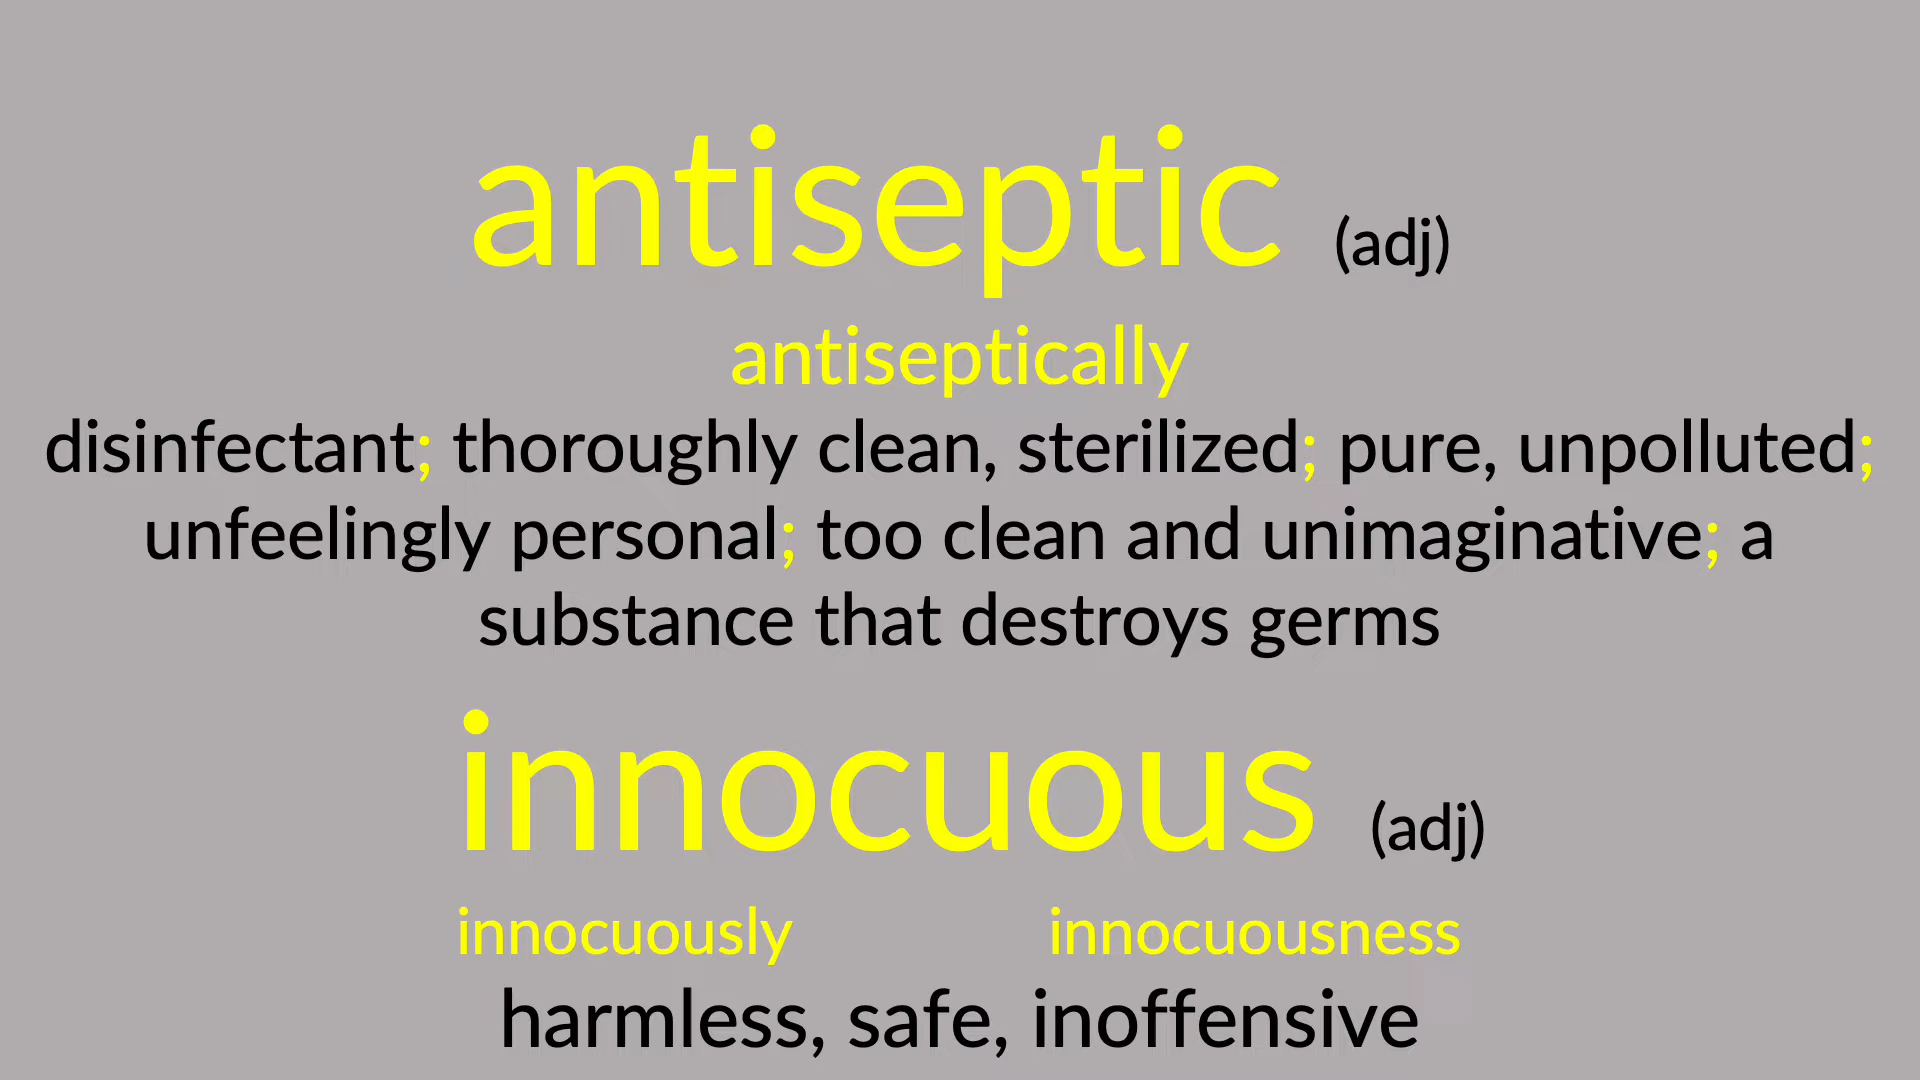 antiseptic (adj)
antiseptically
disinfectant; thoroughly clean, sterilized; pure, unpolluted;
unfeelingly personal; too clean and unimaginative; a
substance that destroys germs
innocuous (adj)
innocuously innocuousness
harmless, safe, inoffensive